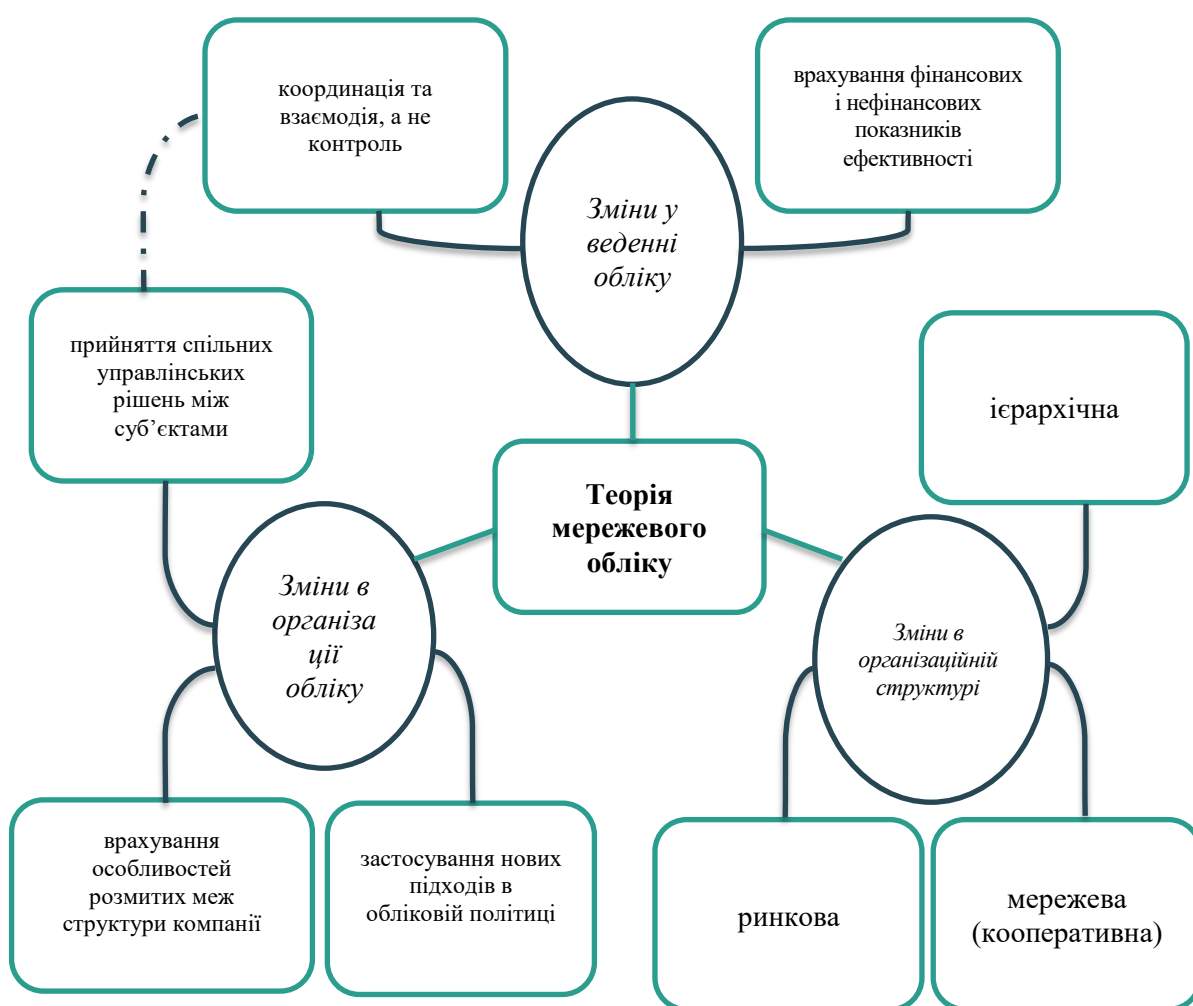 координація та
взаємодія, а не
контроль
врахування фінансових
і нефінансових
показників
ефективності
Зміни у
веденні
обліку
прийняття спільних
управлінських
рішень між
суб’єктами
ієрархічна
Теорія
мережевого
обліку
Зміни в
організа
ції
обліку
Зміни в
організаційній
структурі
врахування
особливостей
розмитих меж
структури компанії
застосування нових
підходів в
обліковій політиці
ринкова
мережева
(кооперативна)